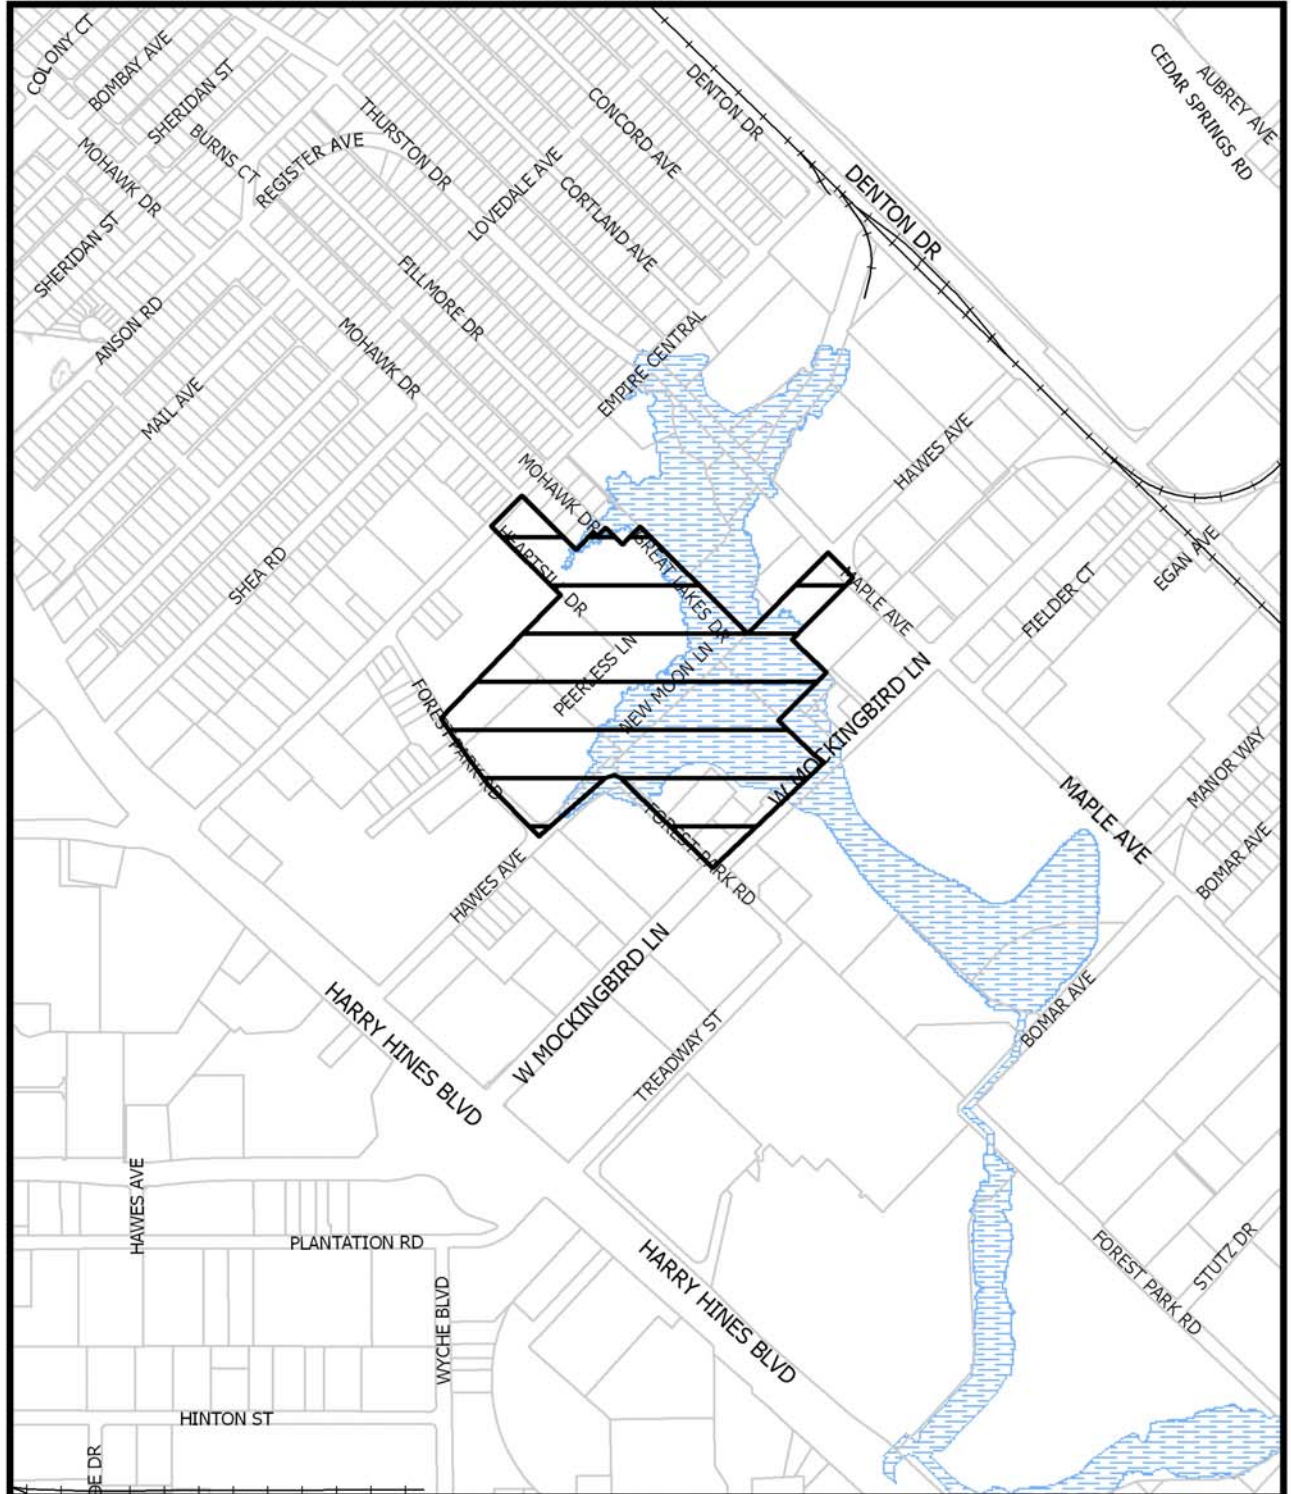 COLONY CT
BOMBAY AVE
SHERIDAN ST
BURNS CT
REGISTER AVE
THURSTON DR
CONCORD AVE
DENTON DR
CEDAR SPRINGS RD
AUBREY AVE
MOHAWK DR
LOVEDALE AVE
CORTLAND AVE
DENTON DR
SHERIDAN ST
ANSON RD
FILLMORE DR
MOHAWK DR
EMPIRE CENTRAL
MAIL AVE
HAWES AVE
MOHAWK DR
SHEA RD
GREAT LAKES DR
MAPLE AVE
FIELDER CT
EGAN AVE
PEERLESS LN
NEW MOON LN
FOREST PARK RD
W MOCKINGBIRD LN
MANOR WAY
MAPLE AVE
BOMAR AVE
FOREST PARK RD
HAWES AVE
W MOCKINGBIRD LN
HARRY HINES BLVD
TREADWAY ST
BOMAR AVE
HAWES AVE
PLANTATION RD
WYCHE BLVD
HARRY HINES BLVD
FOREST PARK RD
STUTZ DR
HINTON ST